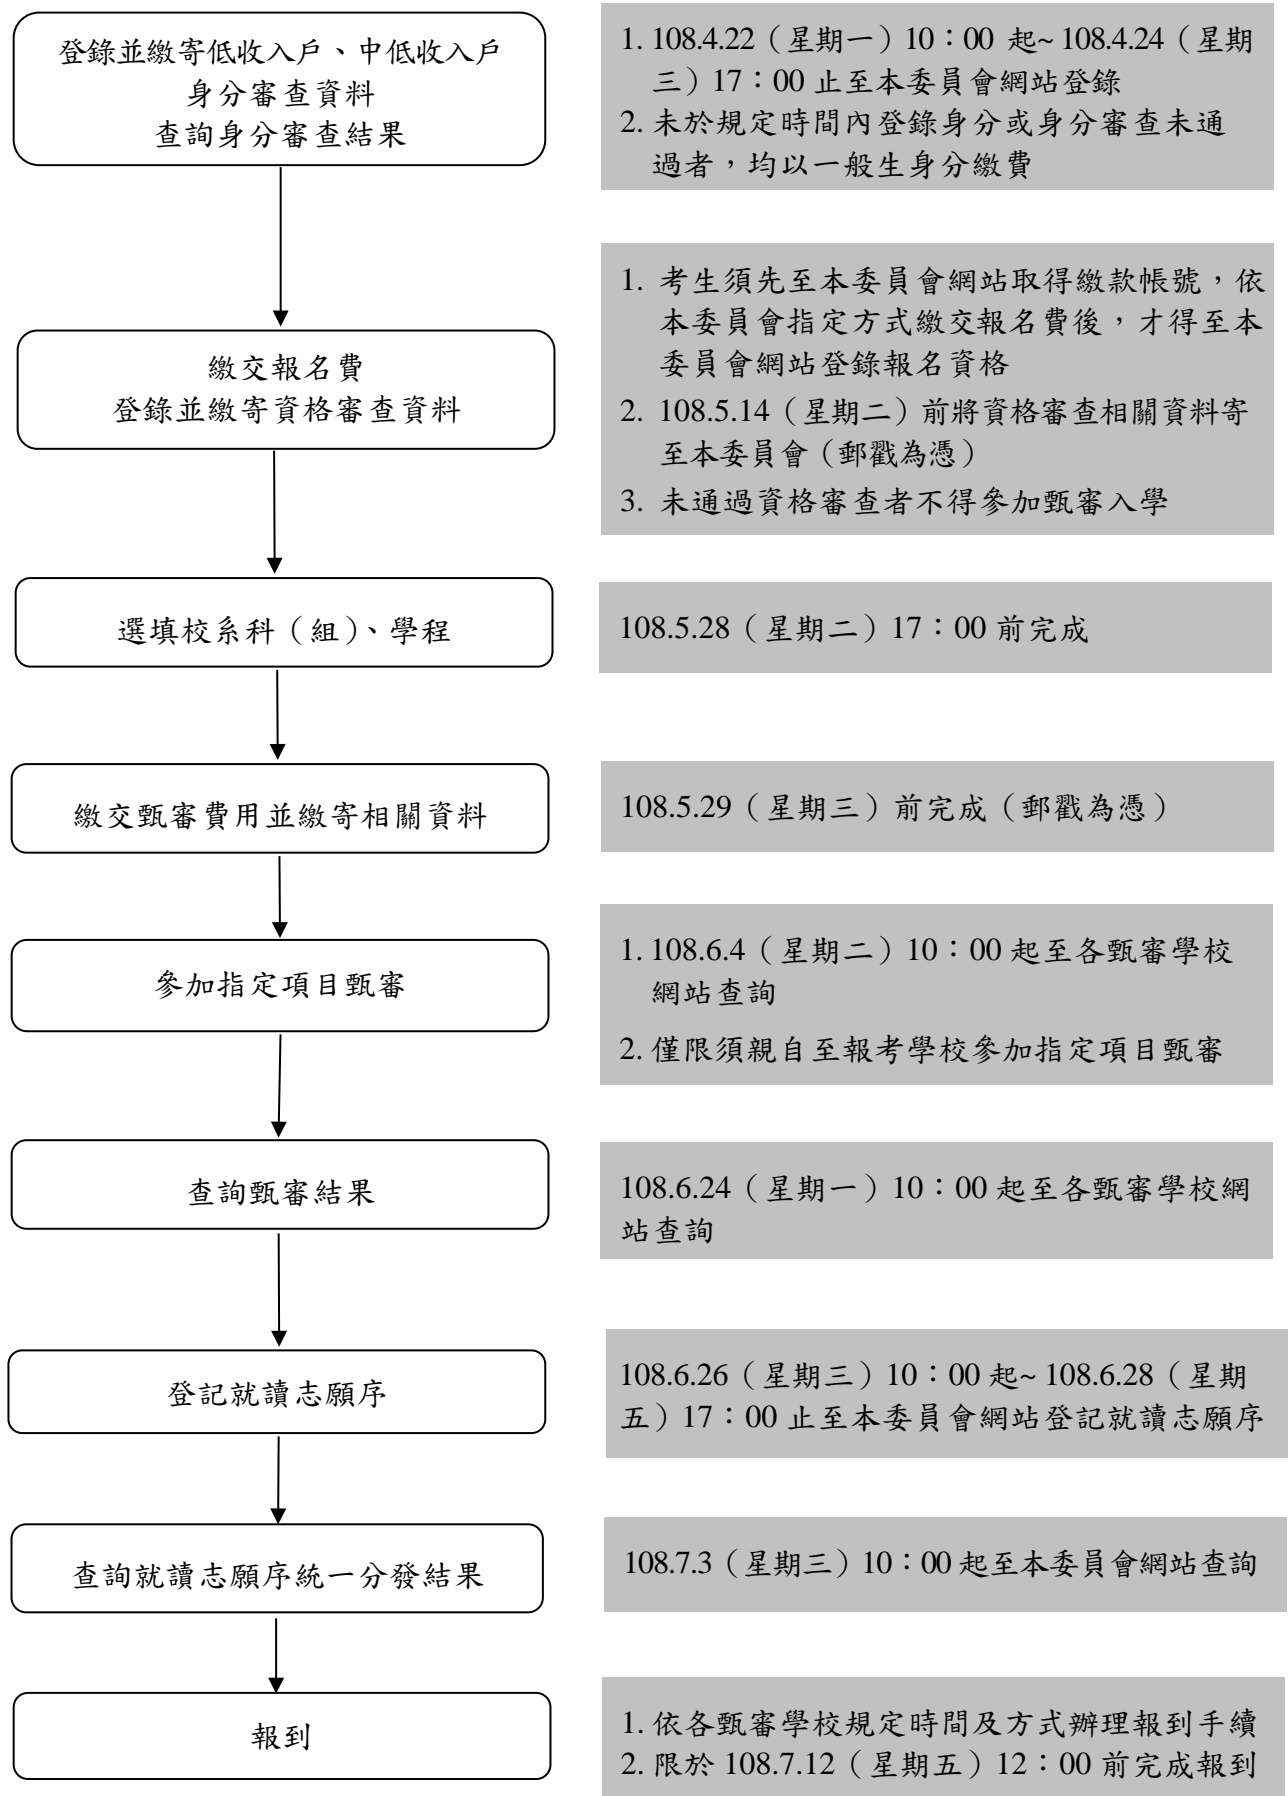 登錄並繳寄低收入戶、中低收入戶
身分審查資料
查詢身分審查結果
1. 108.4.22（星期一）10：00 起~ 108.4.24（星期
三）17：00 止至本委員會網站登錄
2. 未於規定時間內登錄身分或身分審查未通
過者，均以一般生身分繳費
繳交報名費
登錄並繳寄資格審查資料
1. 考生須先至本委員會網站取得繳款帳號，依
本委員會指定方式繳交報名費後，才得至本
委員會網站登錄報名資格
2. 108.5.14（星期二）前將資格審查相關資料寄
至本委員會（郵戳為憑）
3. 未通過資格審查者不得參加甄審入學
選填校系科（組）、學程
108.5.28（星期二）17：00 前完成
繳交甄審費用並繳寄相關資料
108.5.29（星期三）前完成（郵戳為憑）
參加指定項目甄審
1. 108.6.4（星期二）10：00 起至各甄審學校
網站查詢
2. 僅限須親自至報考學校參加指定項目甄審
查詢甄審結果
108.6.24（星期一）10：00 起至各甄審學校網
站查詢
登記就讀志願序
108.6.26（星期三）10：00 起~ 108.6.28（星期
五）17：00 止至本委員會網站登記就讀志願序
查詢就讀志願序統一分發結果
108.7.3（星期三）10：00 起至本委員會網站查詢
報到
1. 依各甄審學校規定時間及方式辦理報到手續
2. 限於 108.7.12（星期五）12：00 前完成報到